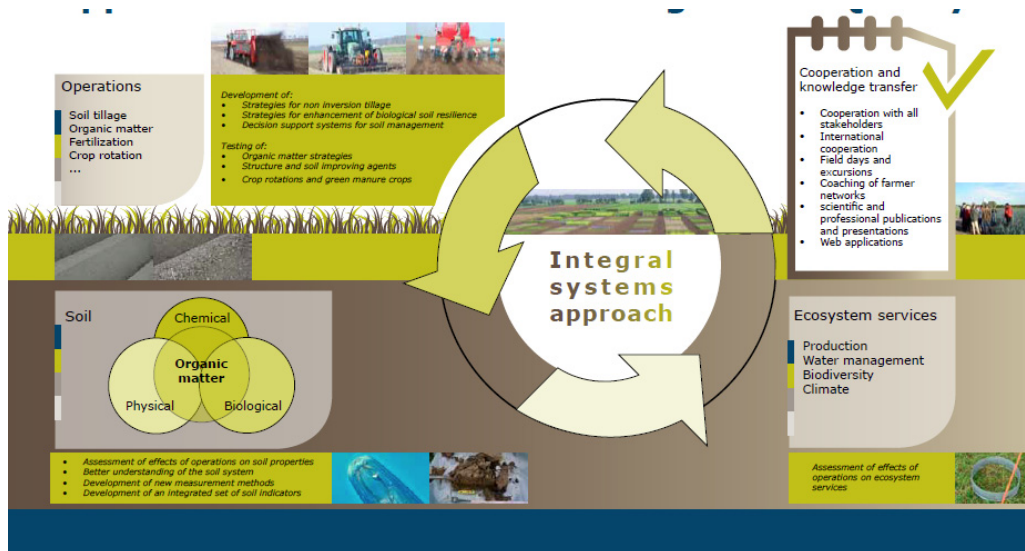 Operations
Soil tillage
Organic matter
Fertilization
Crop rotation
...
Development of:
• Strategies for non inversion tillage
• Strategies for enhancement of biological soil resilience
• Decision support systems for soil management
Testing of:
• Organic matter strategies
• Structure and soil improving agents
• Crop rotations and green manure crops
Cooperation and
knowledge transfer
• Cooperation with all
stakeholders
• International
cooperation
• Field days and
excursions
• Coaching of farmer
networks
• scientific and
professional publications
and presentations
• Web applications
Integral
systems
approach
Soil
Chemical
Organic
matter
Physical
Biological
• Assessment of effects of operations on soil properties
• Better understanding of the soil system
• Development of new measurement methods
• Development of an integrated set of soil indicators
Ecosystem services
Production
Water management
Biodiversity
Climate
Assessment of effects of
operations on ecosystem
services